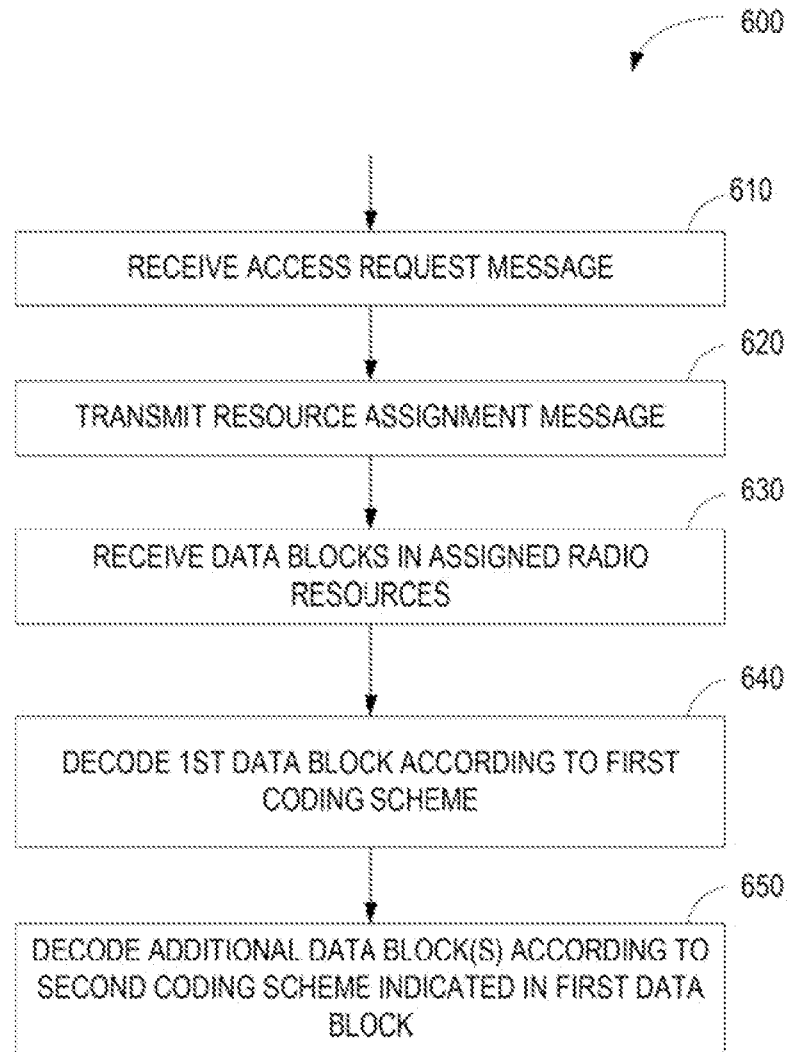 600
610
RECEIVE ACCESS REQUEST MESSAGE
620
TRANSMIT RESOURCE ASSIGNMENT MESSAGE
630
RECEIVE DATA BLOCKS IN ASSIGNED RADIO
RESOURCES
640
DECODE 1ST DATA BLOCK ACCORDING TO FIRST
CODING SCHEME
650
DECODE ADDITIONAL DATA BLOCK(S) ACCORDING TO
SECOND CODING SCHEME INDICATED IN FIRST DATA
BLOCK